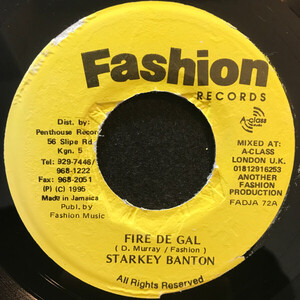 Fashion
RECORDS
A-class
Dist. by:
Penthouse Record
56 Slipe Rd
Kgn. 5
Tel: 929-7446/
968-1222
Fax: 968-2051
(P) (C) 1995
Made in Jamaica
Publ. by
Fashion Music
MIXED AT:
A-CLASS
LONDON U.K.
01812916253
ANOTHER
FASHION
PRODUCTION
FADJA 72A
FIRE DE GAL
( D. Murray / Fashion )
STARKEY BANTON
All Rights Reserved